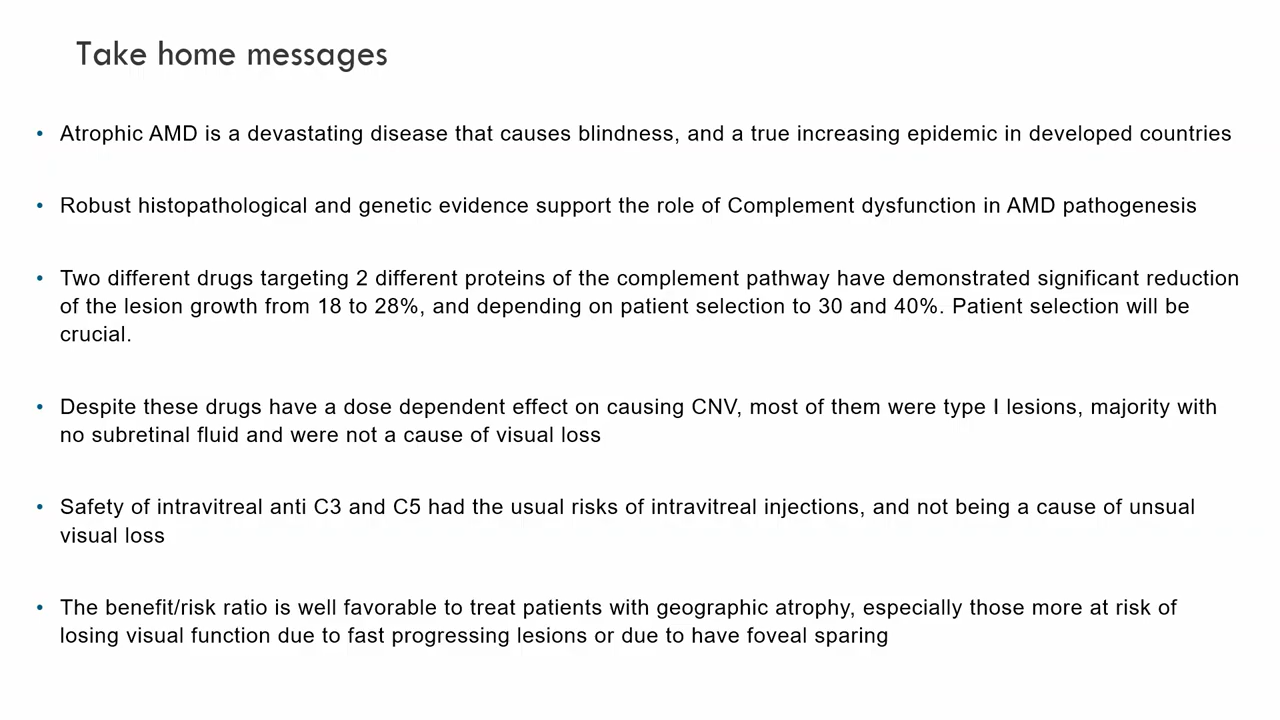 Take home messages
• Atrophic AMD is a devastating disease that causes blindness, and a true increasing epidemic in developed countries
• Robust histopathological and genetic evidence support the role of Complement dysfunction in AMD pathogenesis
• Two different drugs targeting 2 different proteins of the complement pathway have demonstrated significant reduction
of the lesion growth from 18 to 28%, and depending on patient selection to 30 and 40%. Patient selection will be
crucial.
• Despite these drugs have a dose dependent effect on causing CNV, most of them were type I lesions, majority with
no subretinal fluid and were not a cause of visual loss
• Safety of intravitreal anti C3 and C5 had the usual risks of intravitreal injections, and not being a cause of unsual
visual loss
• The benefit/risk ratio is well favorable to treat patients with geographic atrophy, especially those more at risk of
losing visual function due to fast progressing lesions or due to have foveal sparing